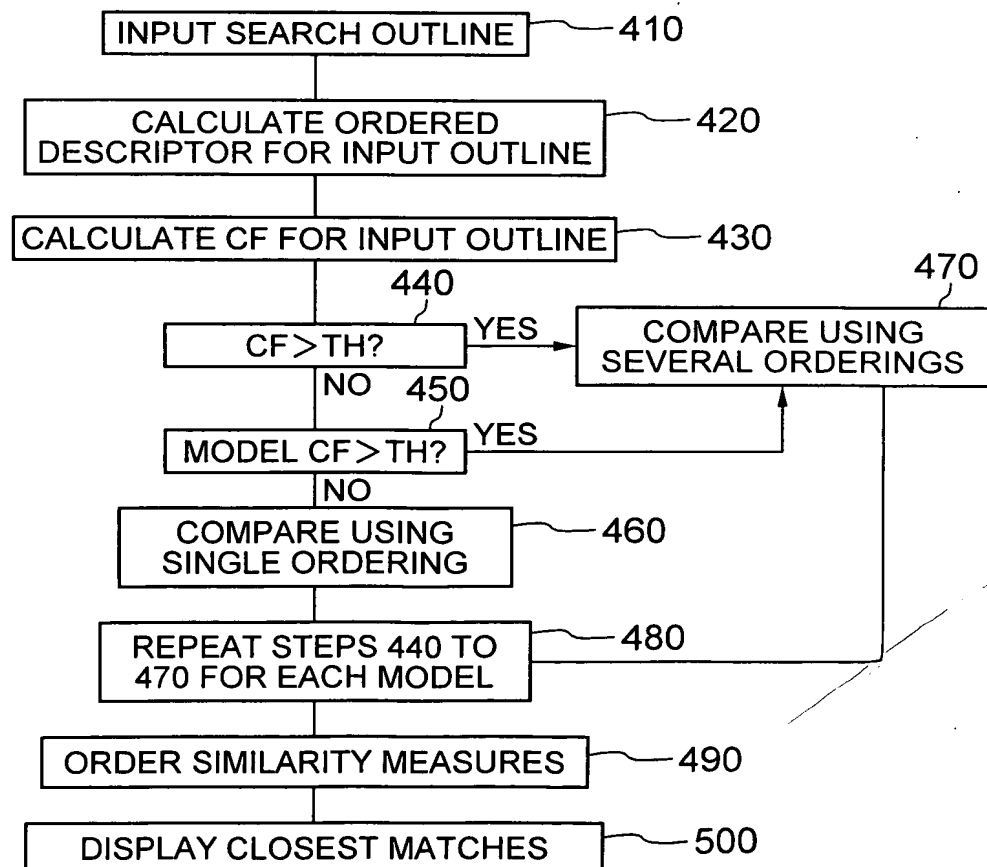 INPUT SEARCH OUTLINE 410
CALCULATE ORDERED
DESCRIPTOR FOR INPUT OUTLINE
420
CALCULATE CF FOR INPUT OUTLINE 430
440
CF>TH?
YES
NO
470
COMPARE USING
SEVERAL ORDERINGS
450
MODEL CF>TH?
YES
NO
COMPARE USING
SINGLE ORDERING
460
REPEAT STEPS 440 TO
470 FOR EACH MODEL
480
ORDER SIMILARITY MEASURES 490
DISPLAY CLOSEST MATCHES 500